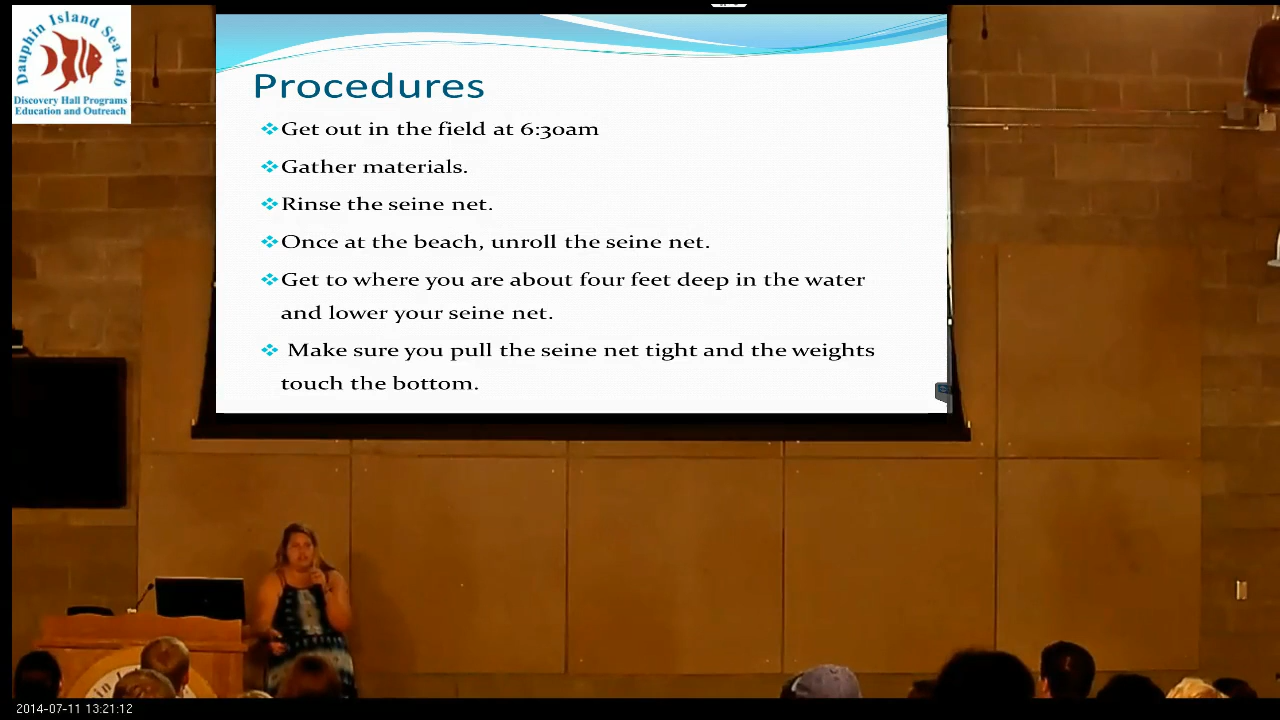 Dauphin Island Sea Lab
Discovery Hall Programs
Education and Outreach
Procedures
Get out in the field at 6:30am
Gather materials.
Rinse the seine net.
Once at the beach, unroll the seine net.
Get to where you are about four feet deep in the water
and lower your seine net.
Make sure you pull the seine net tight and the weights
touch the bottom.
2014-07-11 13:21:12